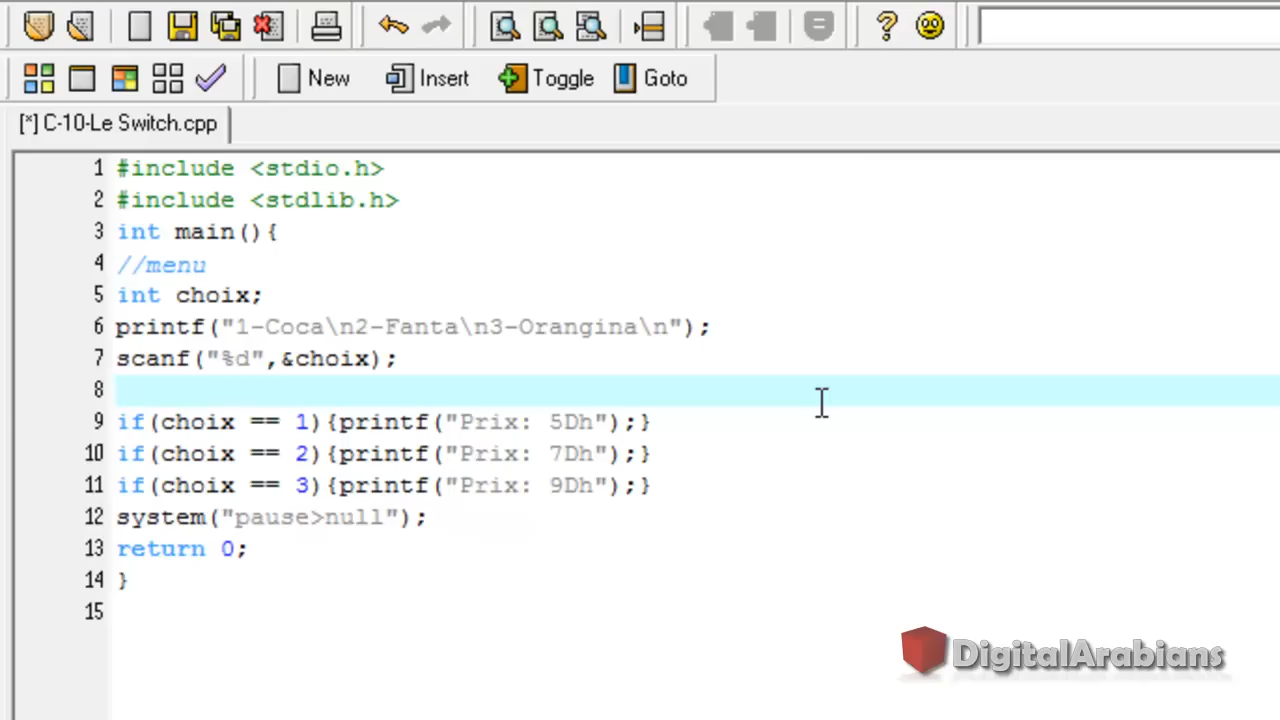 New Insert Toggle Goto
[*] C-10-Le Switch.cpp
1 #include <stdio.h>
2 #include <stdlib.h>
3 int main(){
4 //menu
5 int choix;
6 printf("1-Coca\n2-Fanta\n3-Orangina\n");
7 scanf("%d",&choix);
8
9 if(choix == 1){printf("Prix: 5Dh");}
10 if(choix == 2){printf("Prix: 7Dh");}
11 if(choix == 3){printf("Prix: 9Dh");}
12 system("pause>null");
13 return 0;
14 }
15
DigitalArabians